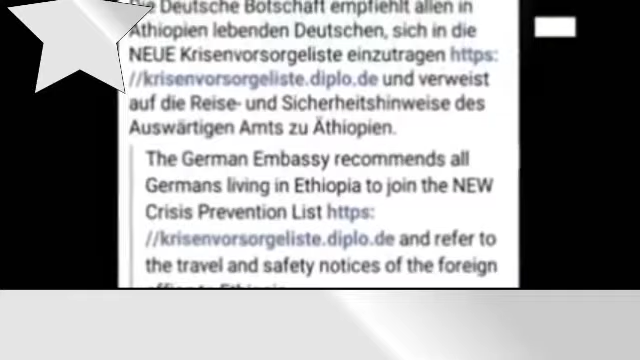 Die Deutsche Botschaft empfiehlt allen in
Äthiopien lebenden Deutschen, sich in die
NEUE Krisenvorsorgeliste einzutragen https:
//krisenvorsorgeliste.diplo.de und verweist
auf die Reise- und Sicherheitshinweise des
Auswärtigen Amts zu Äthiopien.
The German Embassy recommends all
Germans living in Ethiopia to join the NEW
Crisis Prevention List https:
//krisenvorsorgeliste.diplo.de and refer to
the travel and safety notices of the foreign